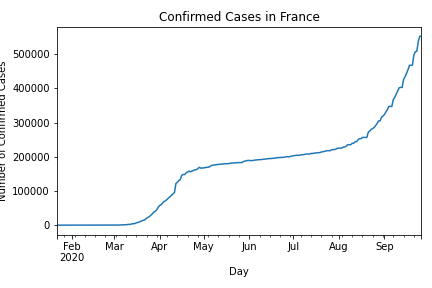 Confirmed Cases in France
Number of Confirmed Cases
500000
400000
300000
200000
100000
0
Feb
2020
Mar
Apr
May
Jun
Jul
Aug
Sep
Day